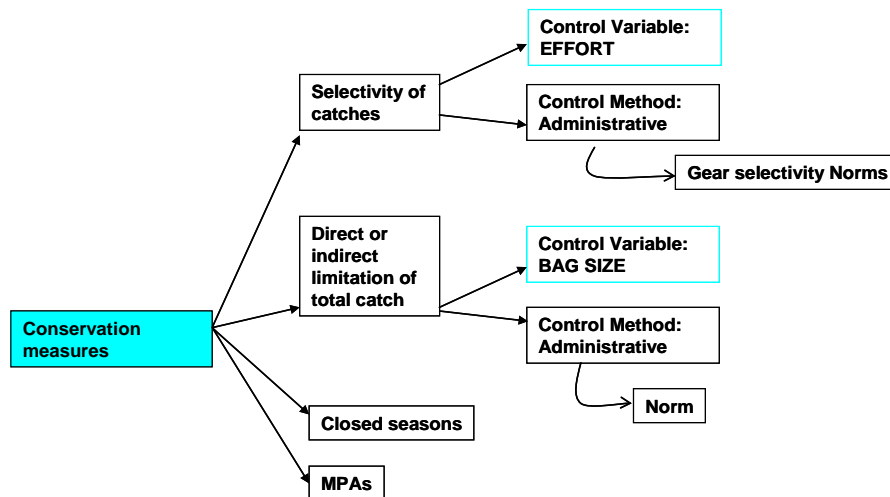 Control Variable:
EFFORT
Selectivity of
catches
Control Method:
Administrative
Gear selectivity Norms
Direct or
indirect
limitation of
total catch
Control Variable:
BAG SIZE
Conservation
measures
Control Method:
Administrative
Norm
Closed seasons
MPAs